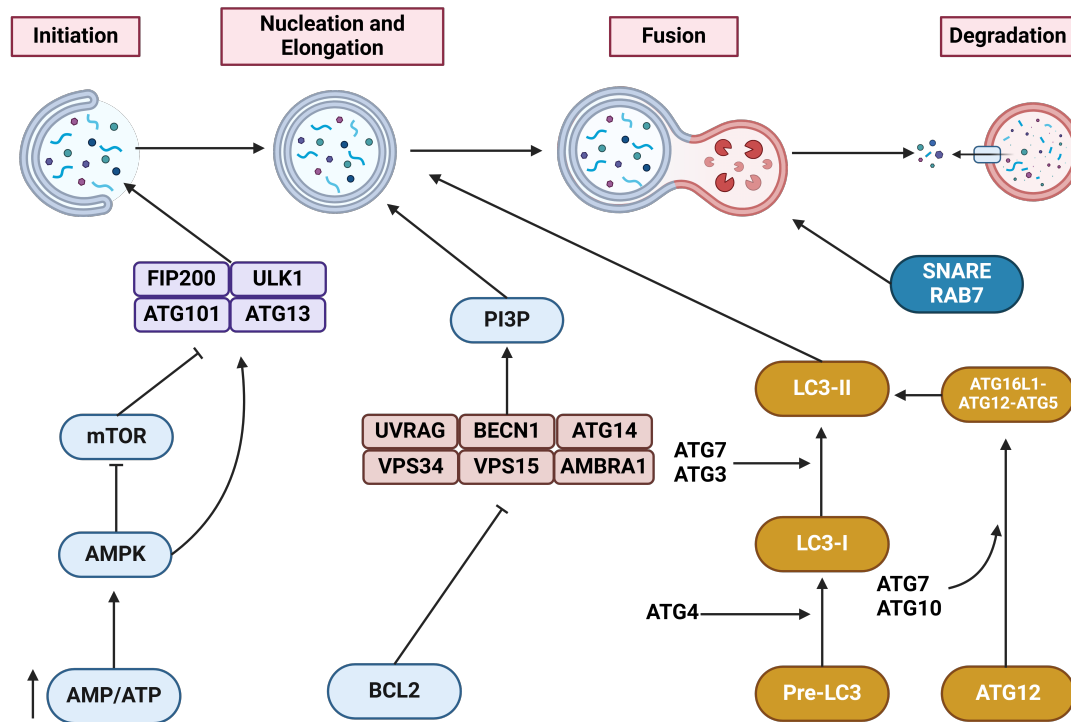 Initiation
Nucleation and
Elongation
Fusion
Degradation
FIP200
ULK1
ATG101
ATG13
SNARE
RAB7
PI3P
mTOR
LC3-II
ATG16L1-
ATG12-ATG5
UVRAG
BECN1
ATG14
VPS34
VPS15
AMBRA1
ATG7
ATG3
AMPK
LC3-I
ATG7
ATG10
ATG4
AMP/ATP
BCL2
Pre-LC3
ATG12